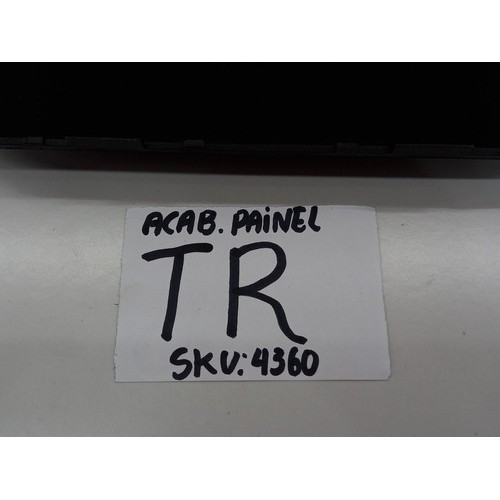 ACAB. PAiNEL
TR
SKU: 4360